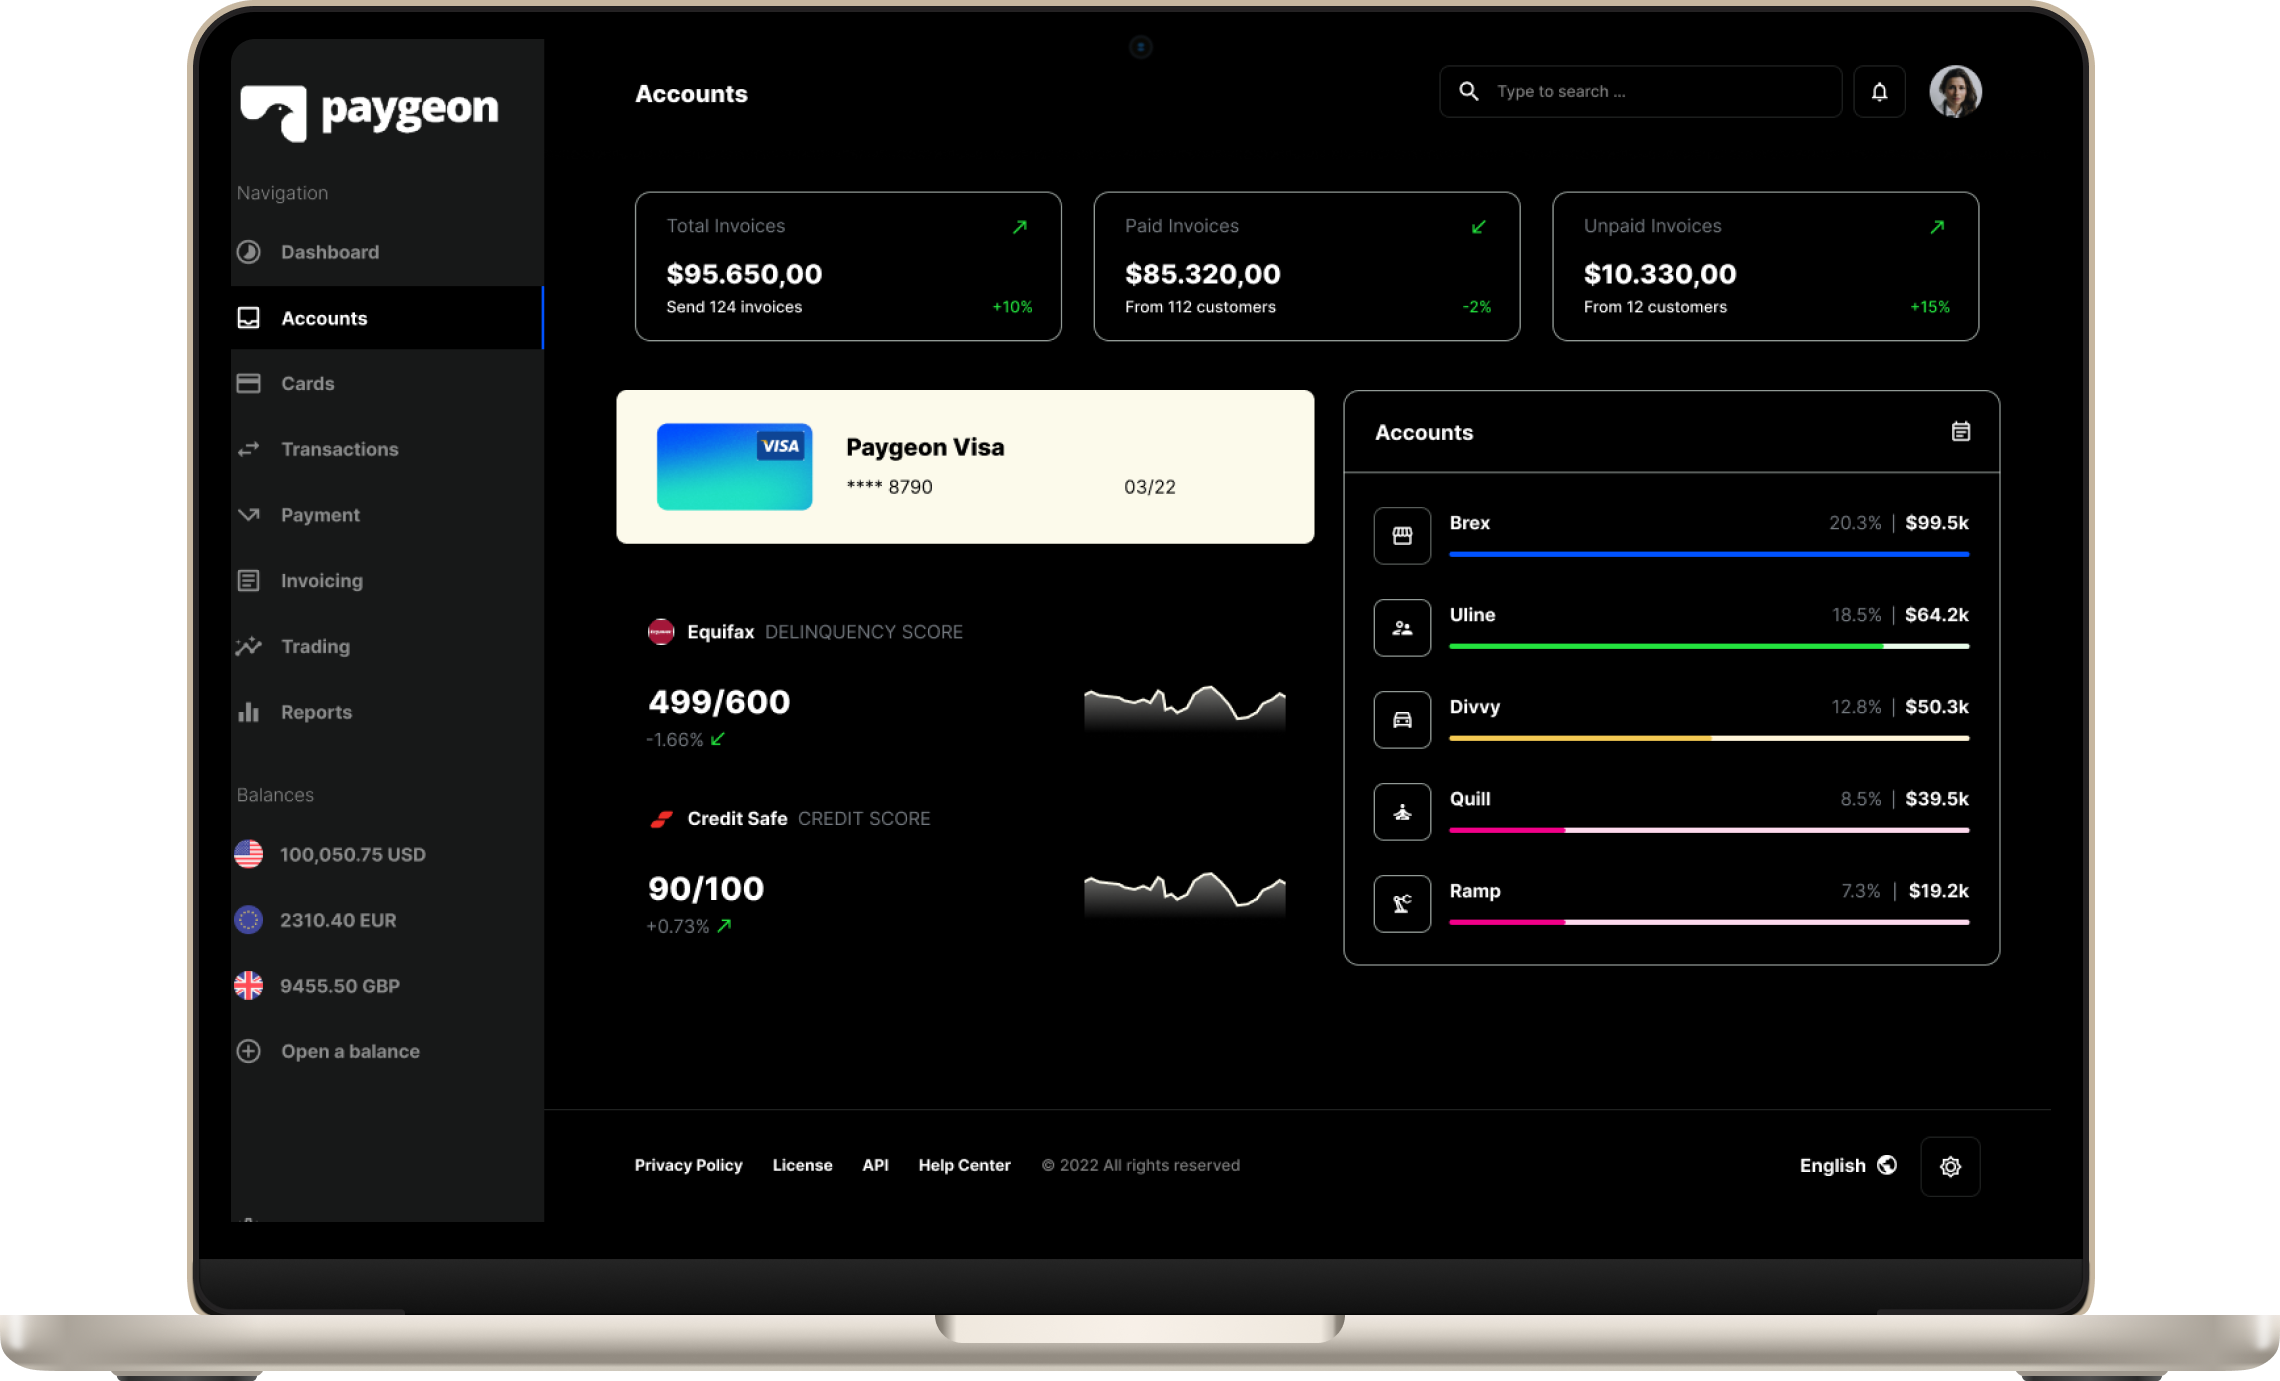 paygeon
Navigation
Dashboard
Accounts
Cards
Transactions
Payment
Invoicing
Trading
Reports
Balances
100,050.75 USD
2310.40 EUR
9455.50 GBP
Open a balance
Accounts
Type to search ...
Total Invoices
$95.650,00
Send 124 invoices +10%
Paid Invoices
$85.320,00
From 112 customers -2%
Unpaid Invoices
$10.330,00
From 12 customers +15%
VISA
Paygeon Visa
**** 8790 03/22
Equifax DELINQUENCY SCORE
499/600
-1.66%
Credit Safe CREDIT SCORE
90/100
+0.73%
Accounts
Brex 20.3% | $99.5k
Uline 18.5% | $64.2k
Divvy 12.8% | $50.3k
Quill 8.5% | $39.5k
Ramp 7.3% | $19.2k
Privacy Policy License API Help Center © 2022 All rights reserved
English